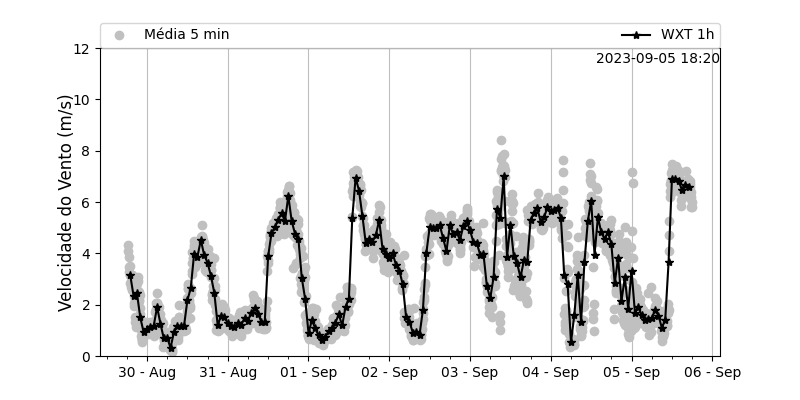 Média 5 min
WXT 1h
2023-09-05 18:20
Velocidade do Vento (m/s)
12
10
8
6
4
2
0
30 - Aug
31 - Aug
01 - Sep
02 - Sep
03 - Sep
04 - Sep
05 - Sep
06 - Sep